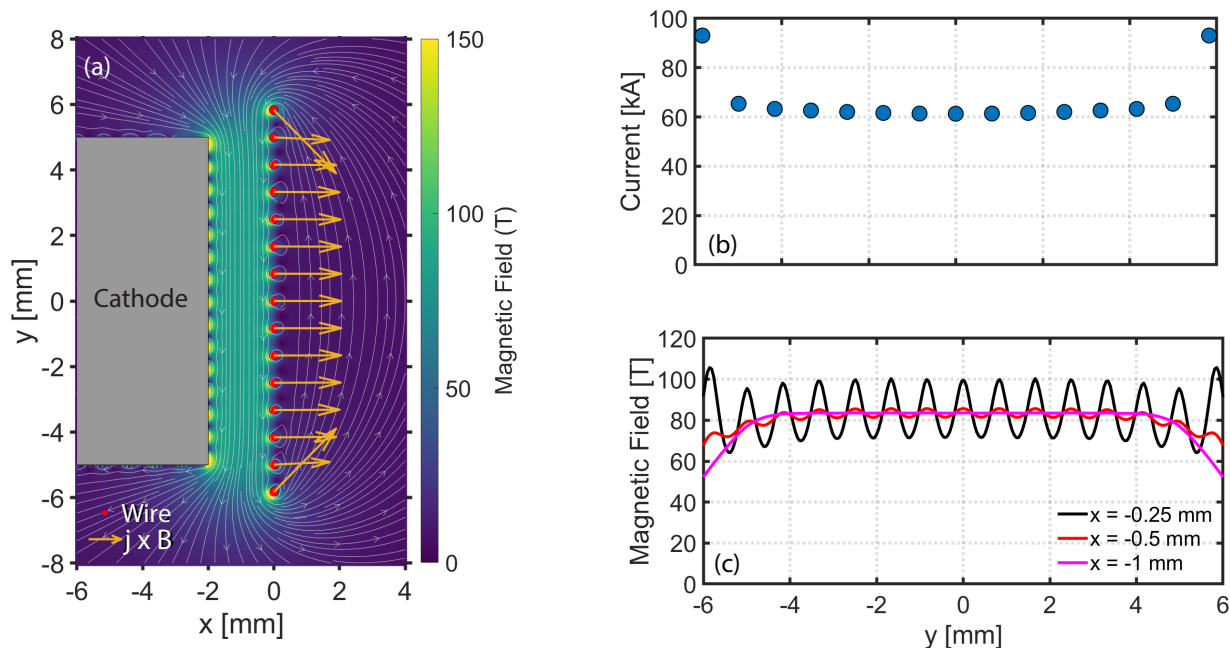 (a)
8
6
4
2
0
-2
-4
-6
-8
y [mm]
Cathode
Wire
j x B
-6
-4
-2
0
2
4
x [mm]
150
100
50
0
Magnetic Field (T)
100
80
60
40
20
0
Current [kA]
(b)
120
100
80
60
40
20
0
Magnetic Field [T]
(c)
x = -0.25 mm
x = -0.5 mm
x = -1 mm
-6
-4
-2
0
2
4
6
y [mm]